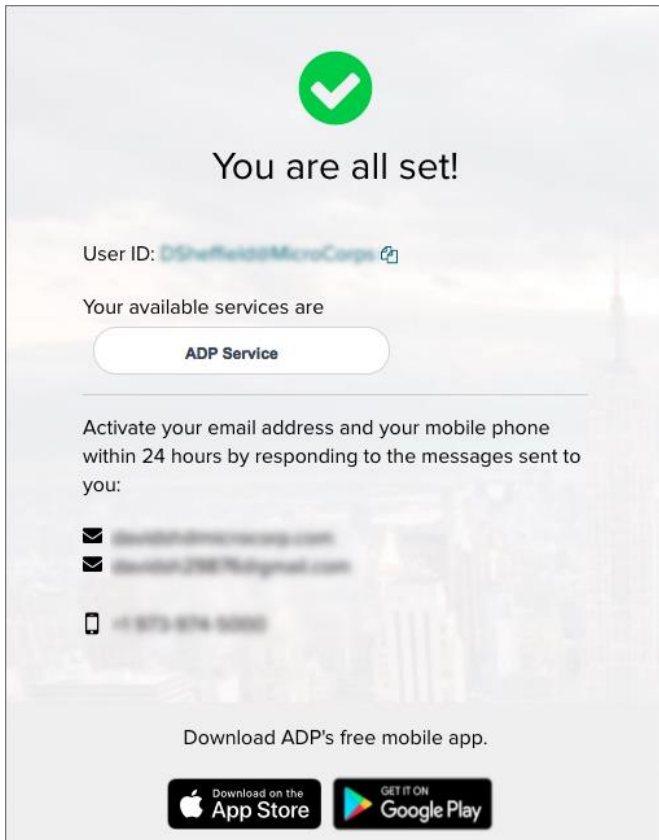 You are all set!
User ID:
Your available services are
ADP Service
Activate your email address and your mobile phone
within 24 hours by responding to the messages sent to
you:
Download ADP's free mobile app.
Download on the
App Store
GET IT ON
Google Play